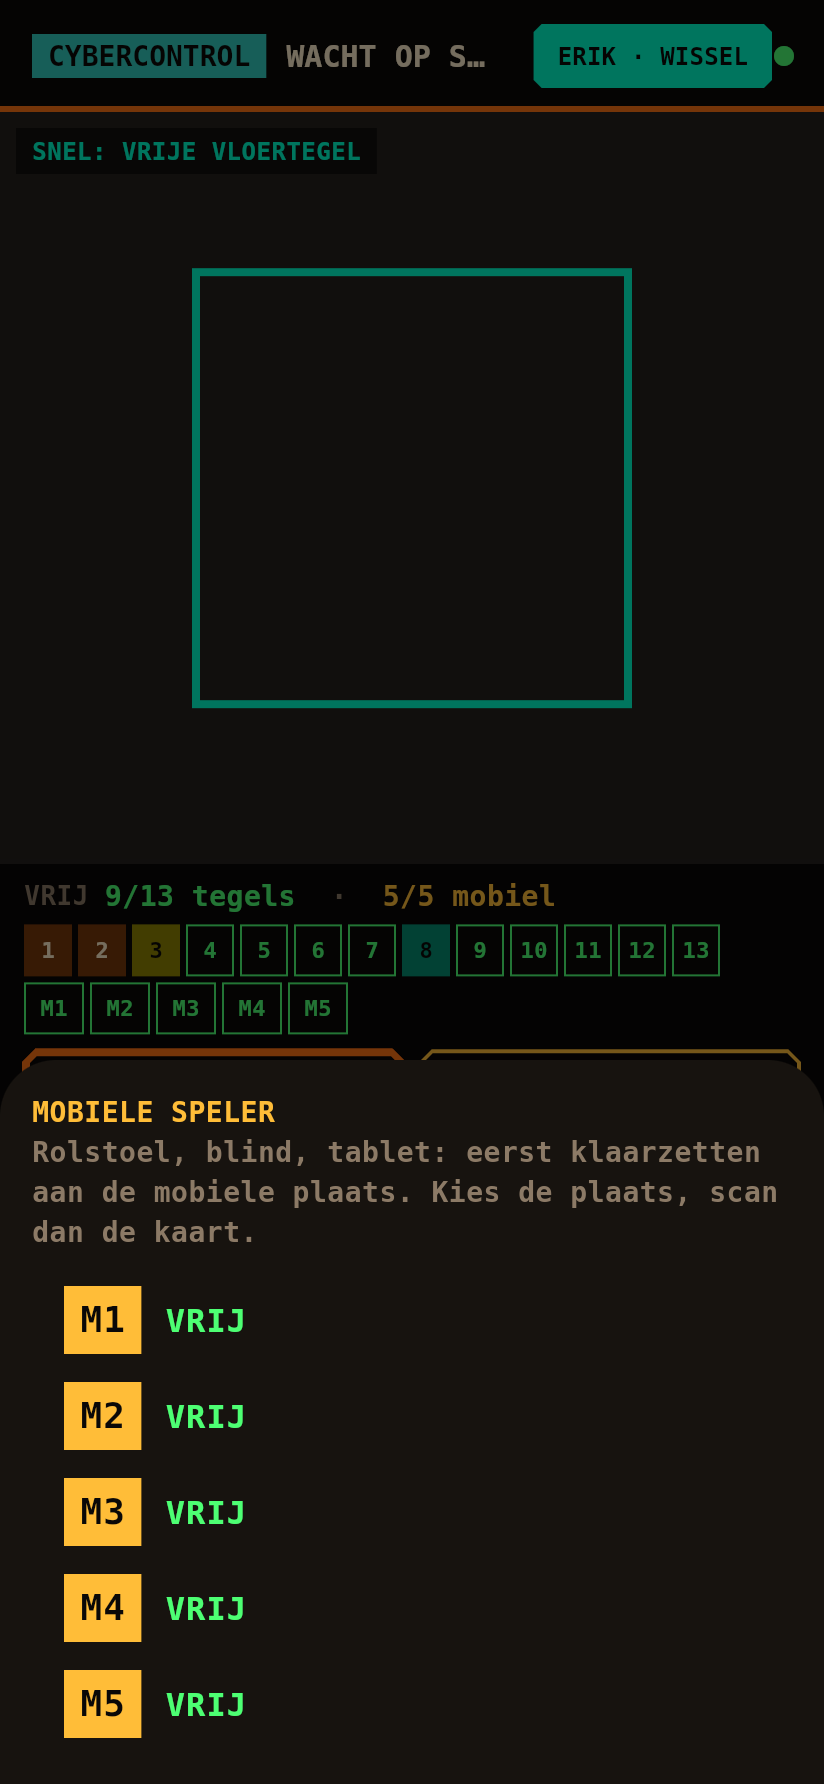 CYBERCONTROL WACHT OP S… ERIK · WISSEL
SNEL: VRIJE VLOERTEGEL
VRIJ 9/13 tegels · 5/5 mobiel
1 2 3 4 5 6 7 8 9 10 11 12 13
M1 M2 M3 M4 M5
MOBIELE SPELER
Rolstoel, blind, tablet: eerst klaarzetten
aan de mobiele plaats. Kies de plaats, scan
dan de kaart.
M1 VRIJ
M2 VRIJ
M3 VRIJ
M4 VRIJ
M5 VRIJ